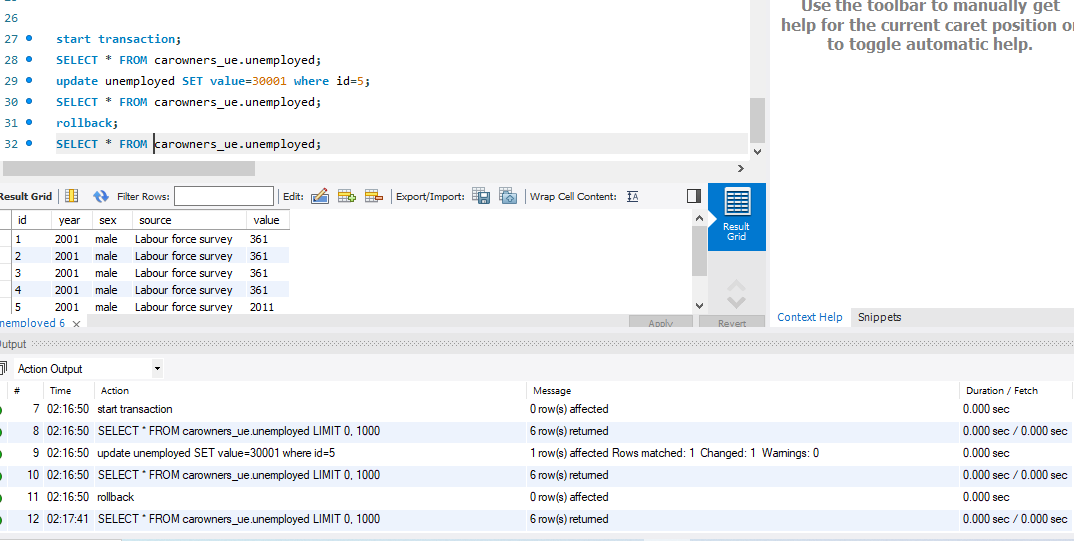 26
Use the toolbar to manually get
help for the current caret position or
to toggle automatic help.
27 start transaction;
28 SELECT * FROM carowners_ue.unemployed;
29 update unemployed SET value=30001 where id=5;
30 SELECT * FROM carowners_ue.unemployed;
31 rollback;
32 SELECT * FROM carowners_ue.unemployed;
Result Grid Filter Rows: Edit: Export/Import: Wrap Cell Content:
Result
Grid
id year sex source value
1 2001 male Labour force survey 361
2 2001 male Labour force survey 361
3 2001 male Labour force survey 361
4 2001 male Labour force survey 361
5 2001 male Labour force survey 2011
nemployed 6 Apply Revert
Context Help Snippets
Output
Action Output
# Time Action Message Duration / Fetch
7 02:16:50 start transaction 0 row(s) affected 0.000 sec
8 02:16:50 SELECT * FROM carowners_ue.unemployed LIMIT 0, 1000 6 row(s) returned 0.000 sec / 0.000 sec
9 02:16:50 update unemployed SET value=30001 where id=5 1 row(s) affected Rows matched: 1 Changed: 1 Warnings: 0 0.000 sec
10 02:16:50 SELECT * FROM carowners_ue.unemployed LIMIT 0, 1000 6 row(s) returned 0.000 sec / 0.000 sec
11 02:16:50 rollback 0 row(s) affected 0.000 sec
12 02:17:41 SELECT * FROM carowners_ue.unemployed LIMIT 0, 1000 6 row(s) returned 0.000 sec / 0.000 sec